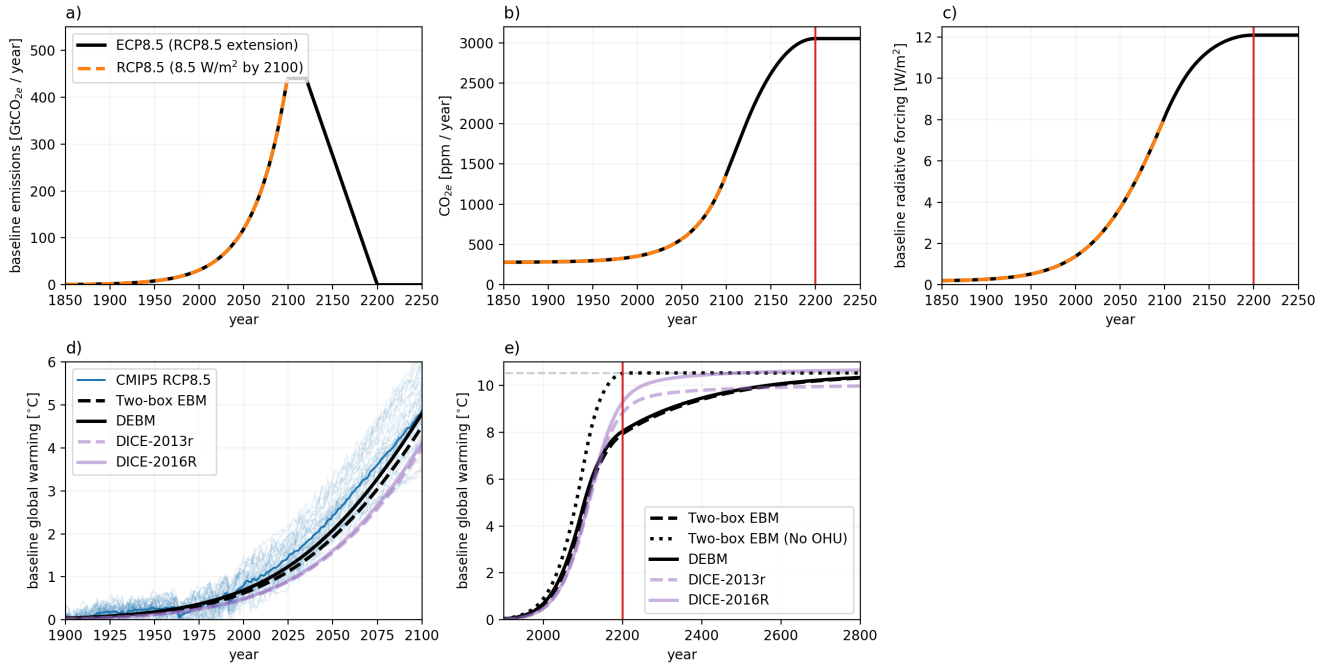 a)
baseline emissions [GtCO2e / year]
500
400
300
200
100
0
ECP8.5 (RCP8.5 extension)
RCP8.5 (8.5 W/m² by 2100)
1850 1900 1950 2000 2050 2100 2150 2200 2250
year
b)
CO2e [ppm / year]
3000
2500
2000
1500
1000
500
0
1850 1900 1950 2000 2050 2100 2150 2200 2250
year
c)
baseline radiative forcing [W/m²]
12
10
8
6
4
2
0
1850 1900 1950 2000 2050 2100 2150 2200 2250
year
d)
baseline global warming [°C]
6
5
4
3
2
1
0
CMIP5 RCP8.5
Two-box EBM
DEBM
DICE-2013r
DICE-2016R
1900 1925 1950 1975 2000 2025 2050 2075 2100
year
e)
baseline global warming [°C]
10
8
6
4
2
0
Two-box EBM
Two-box EBM (No OHU)
DEBM
DICE-2013r
DICE-2016R
2000 2200 2400 2600 2800
year